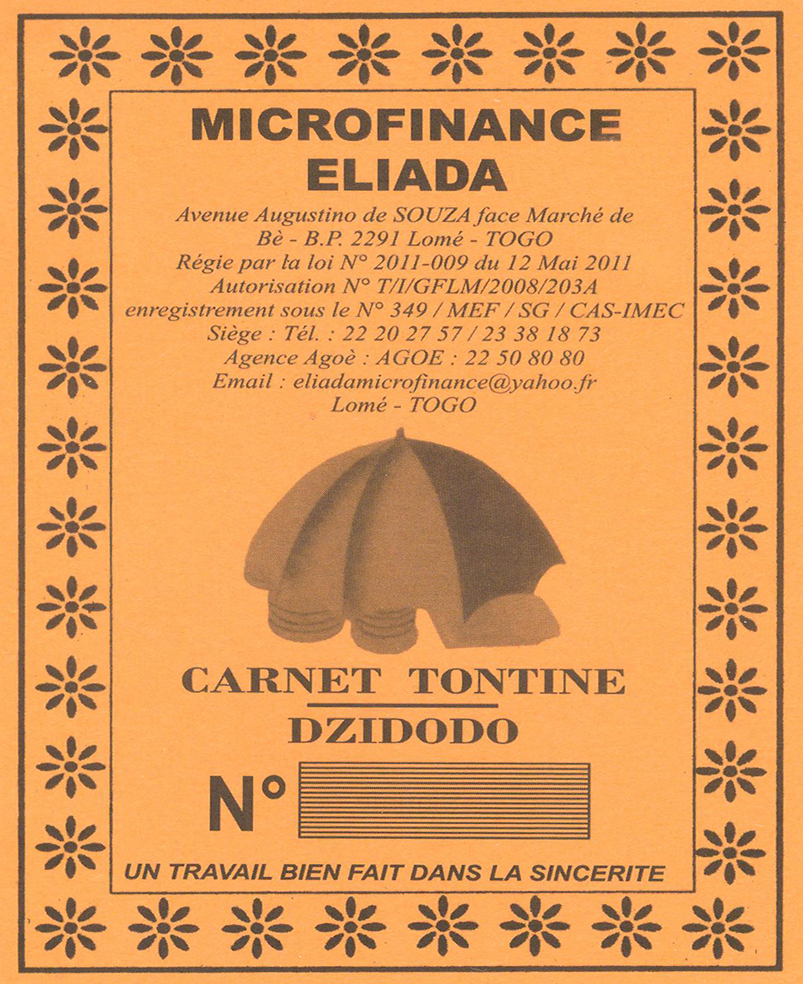 MICROFINANCE
ELIADA
Avenue Augustino de SOUZA face Marché de
Bè - B.P. 2291 Lomé - TOGO
Régie par la loi N° 2011-009 du 12 Mai 2011
Autorisation N° T/I/GFLM/2008/203A
enregistrement sous le N° 349 / MEF / SG / CAS-IMEC
Siège : Tél. : 22 20 27 57 / 23 38 18 73
Agence Agoè : AGOE : 22 50 80 80
Email : eliadamicrofinance@yahoo.fr
Lomé - TOGO
CARNET TONTINE
DZIDODO
N°
UN TRAVAIL BIEN FAIT DANS LA SINCERITE